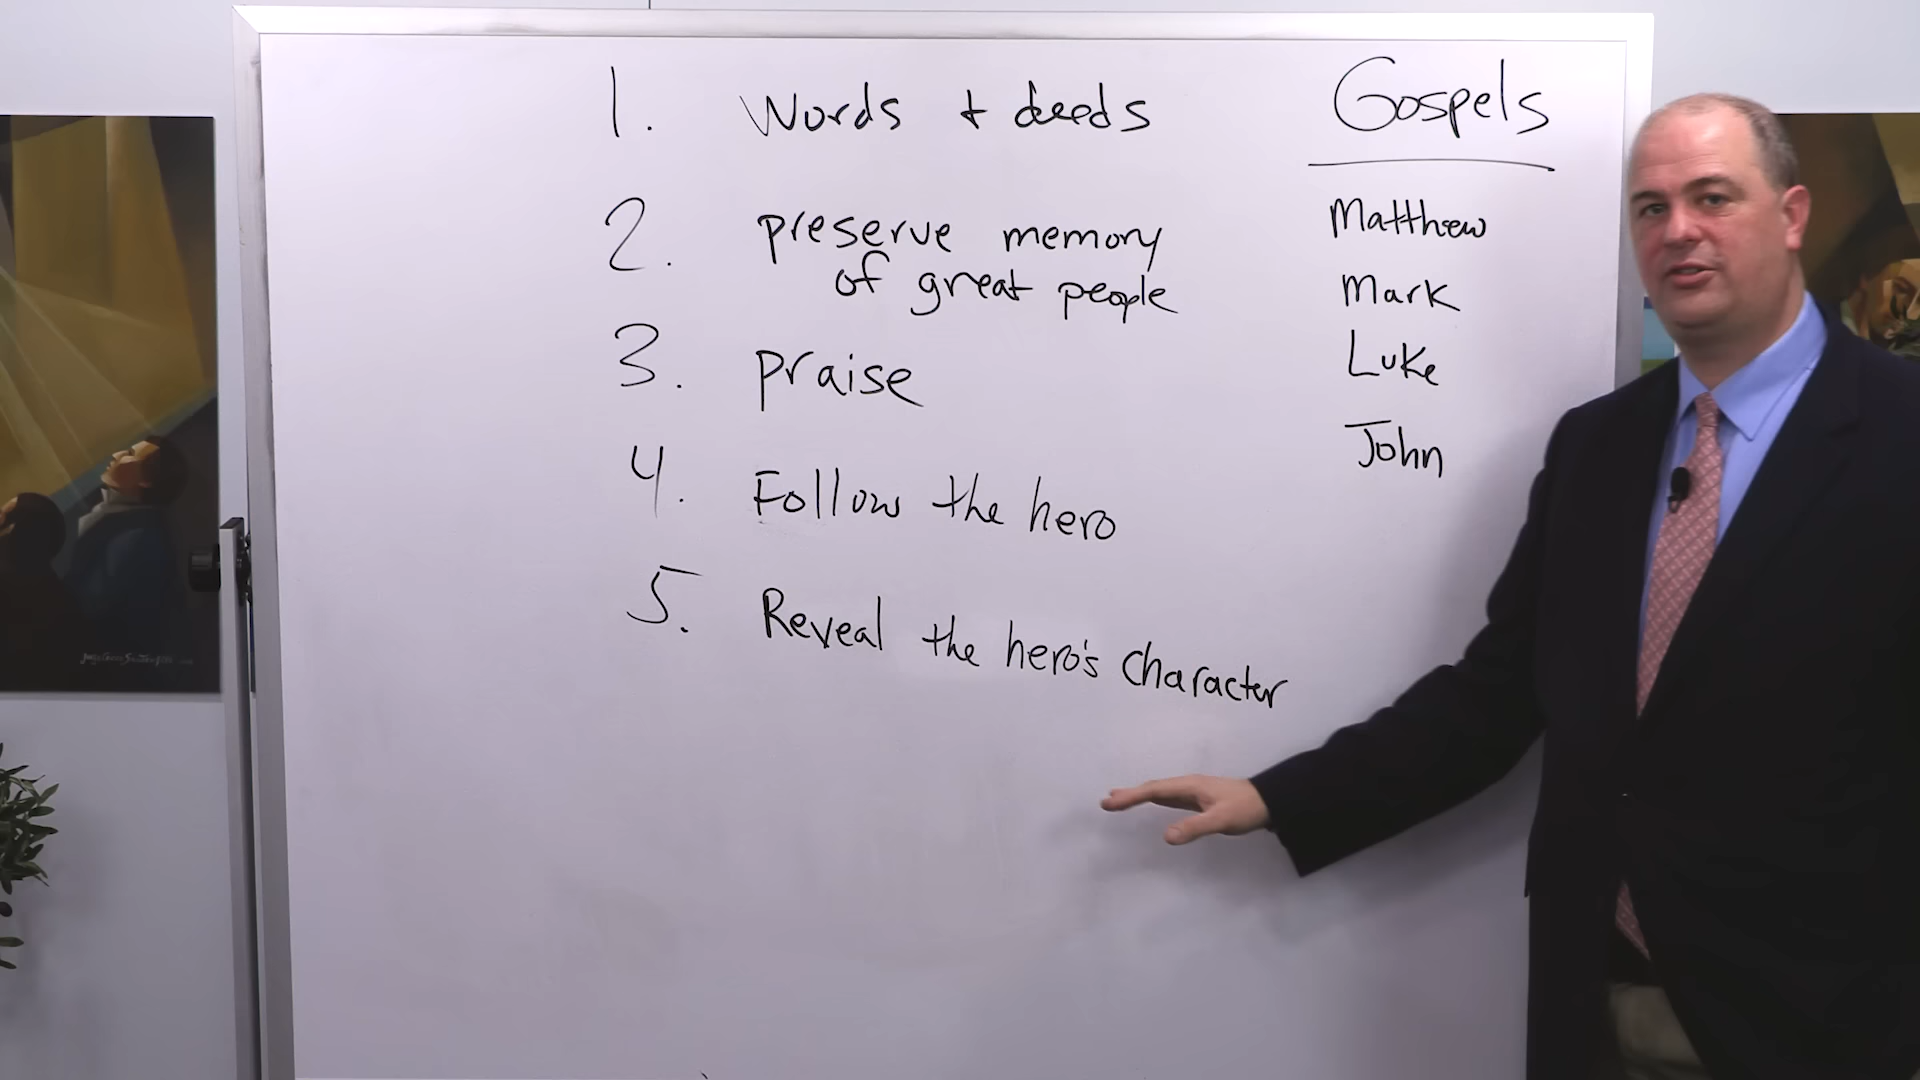 1. Words + deeds
2. preserve memory
of great people
3. praise
4. Follow the hero
5. Reveal the hero's character
Gospels
Matthew
Mark
Luke
John